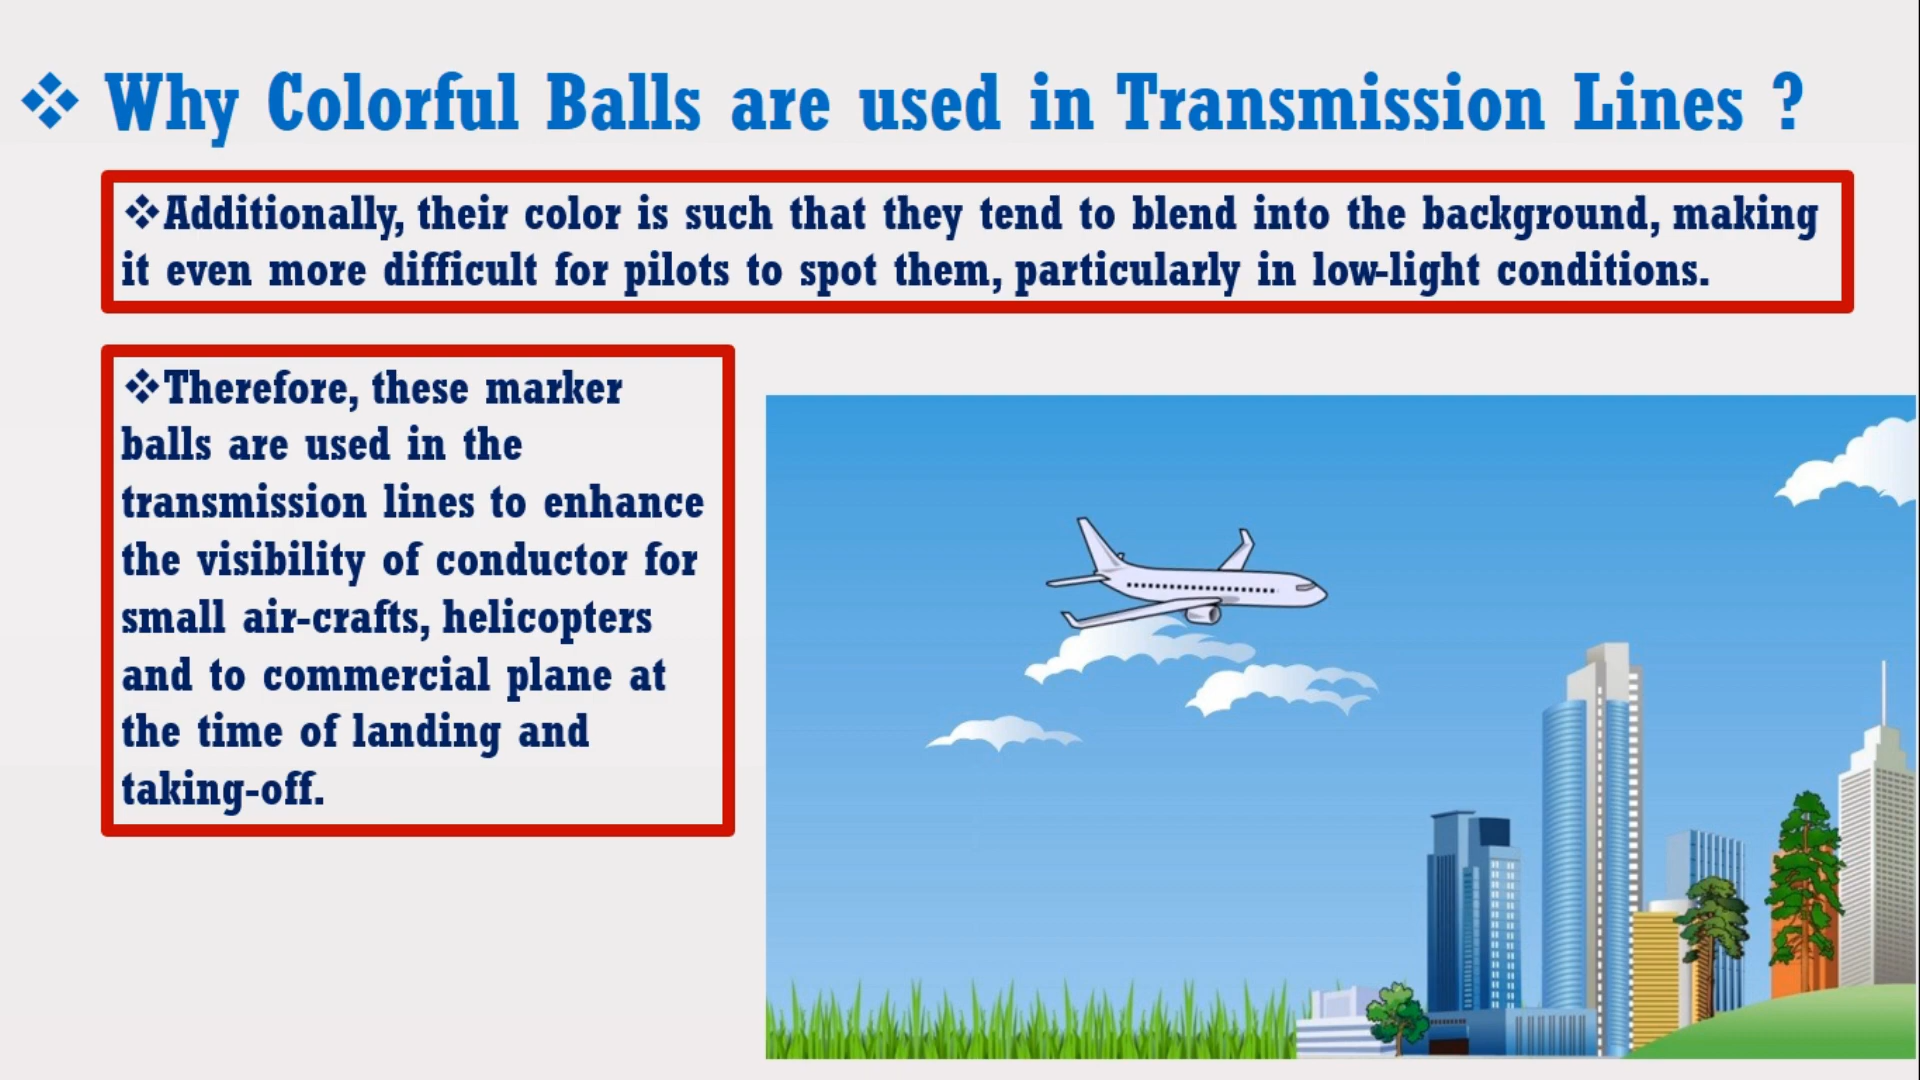 ❖ Why Colorful Balls are used in Transmission Lines ?
❖Additionally, their color is such that they tend to blend into the background, making
it even more difficult for pilots to spot them, particularly in low-light conditions.
❖Therefore, these marker
balls are used in the
transmission lines to enhance
the visibility of conductor for
small air-crafts, helicopters
and to commercial plane at
the time of landing and
taking-off.